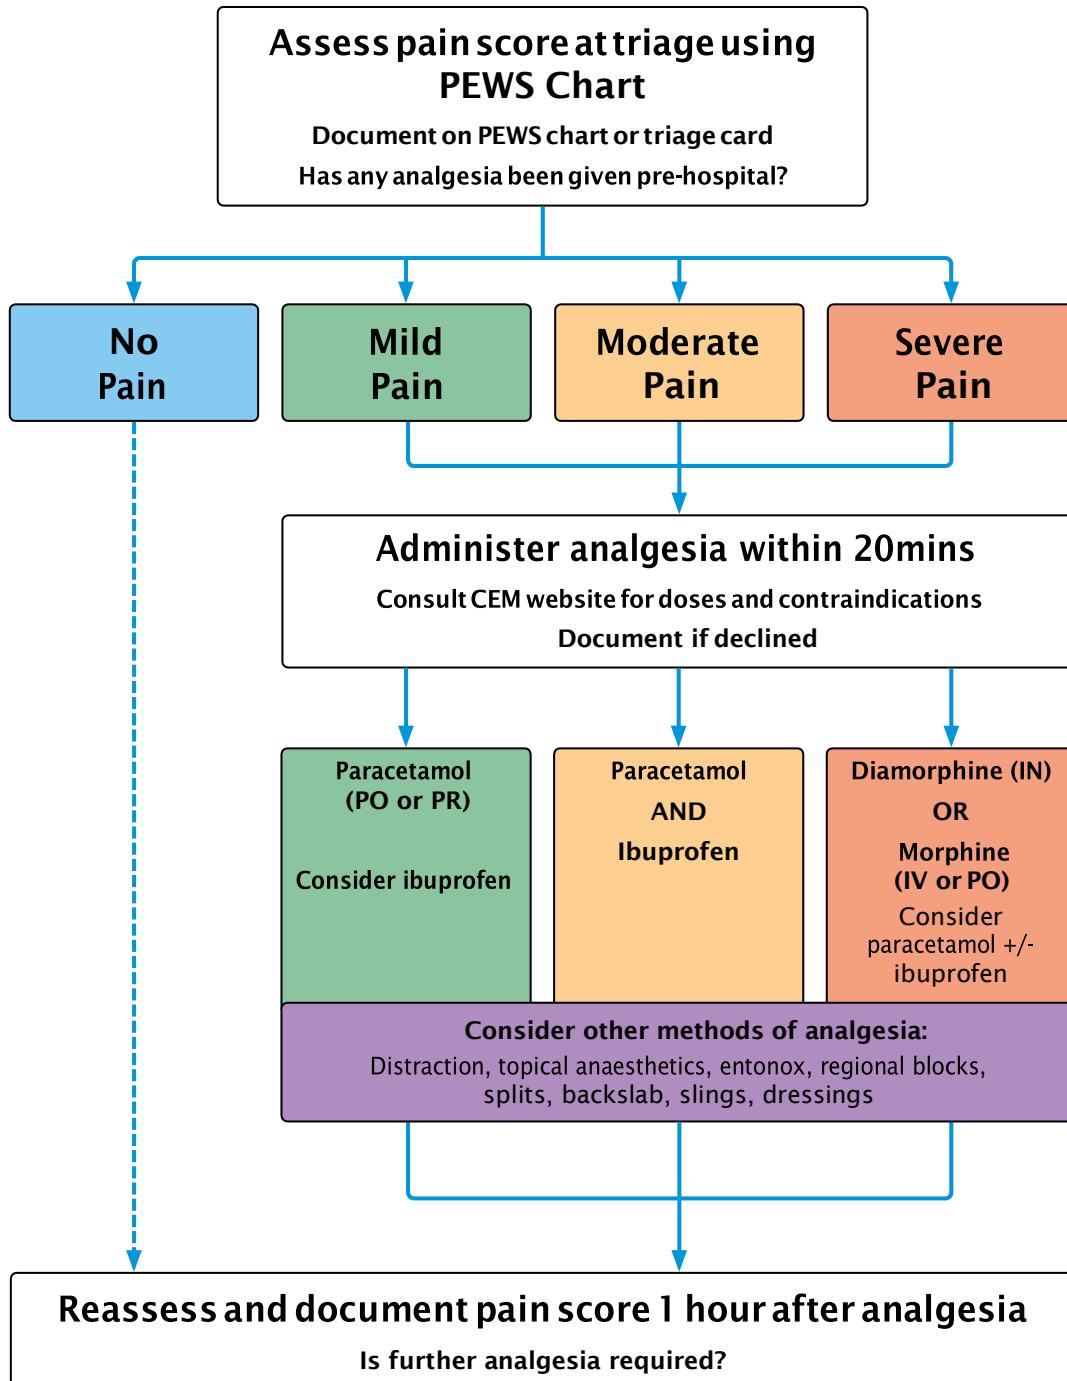 Assess pain score at triage using
PEWS Chart
Document on PEWS chart or triage card
Has any analgesia been given pre-hospital?
No
Pain
Mild
Pain
Moderate
Pain
Severe
Pain
Administer analgesia within 20mins
Consult CEM website for doses and contraindications
Document if declined
Paracetamol
(PO or PR)
Consider ibuprofen
Paracetamol
AND
Ibuprofen
Diamorphine (IN)
OR
Morphine
(IV or PO)
Consider
paracetamol +/-
ibuprofen
Consider other methods of analgesia:
Distraction, topical anaesthetics, entonox, regional blocks,
splits, backslab, slings, dressings
Reassess and document pain score 1 hour after analgesia
Is further analgesia required?